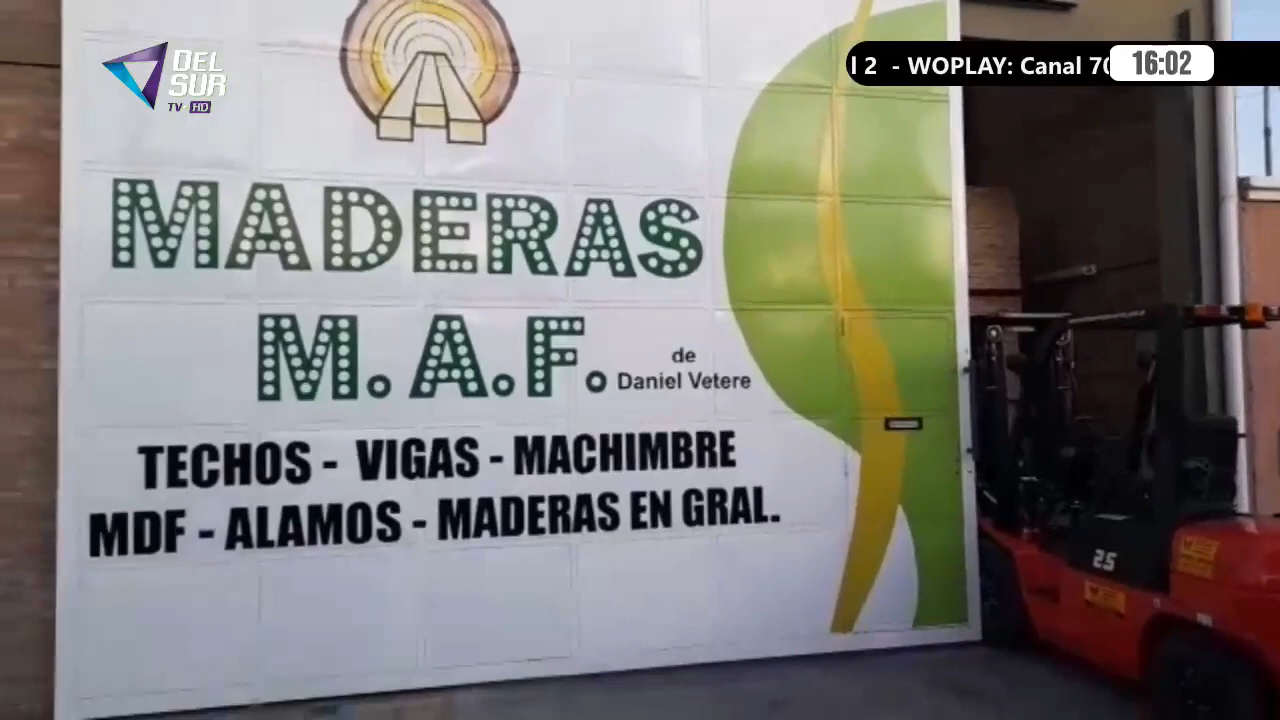 DEL
SUR
TV HD
l 2 - WOPLAY: Canal 70
16:02
MADERAS
M.A.F.
de
Daniel Vetere
TECHOS - VIGAS - MACHIMBRE
MDF - ALAMOS - MADERAS EN GRAL.
25